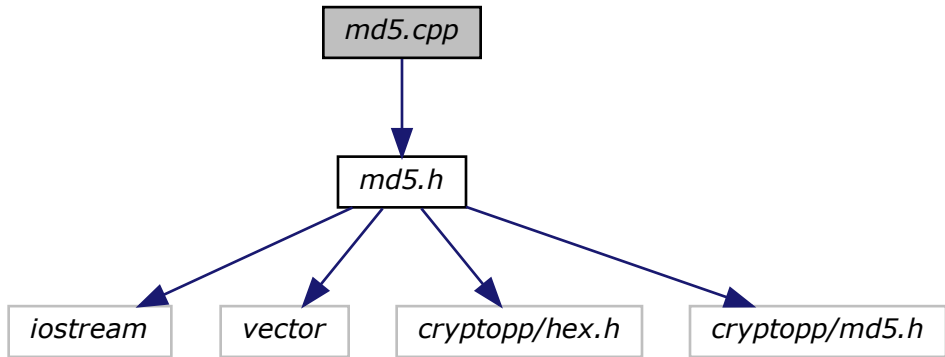 md5.cpp
md5.h
iostream
vector
cryptopp/hex.h
cryptopp/md5.h